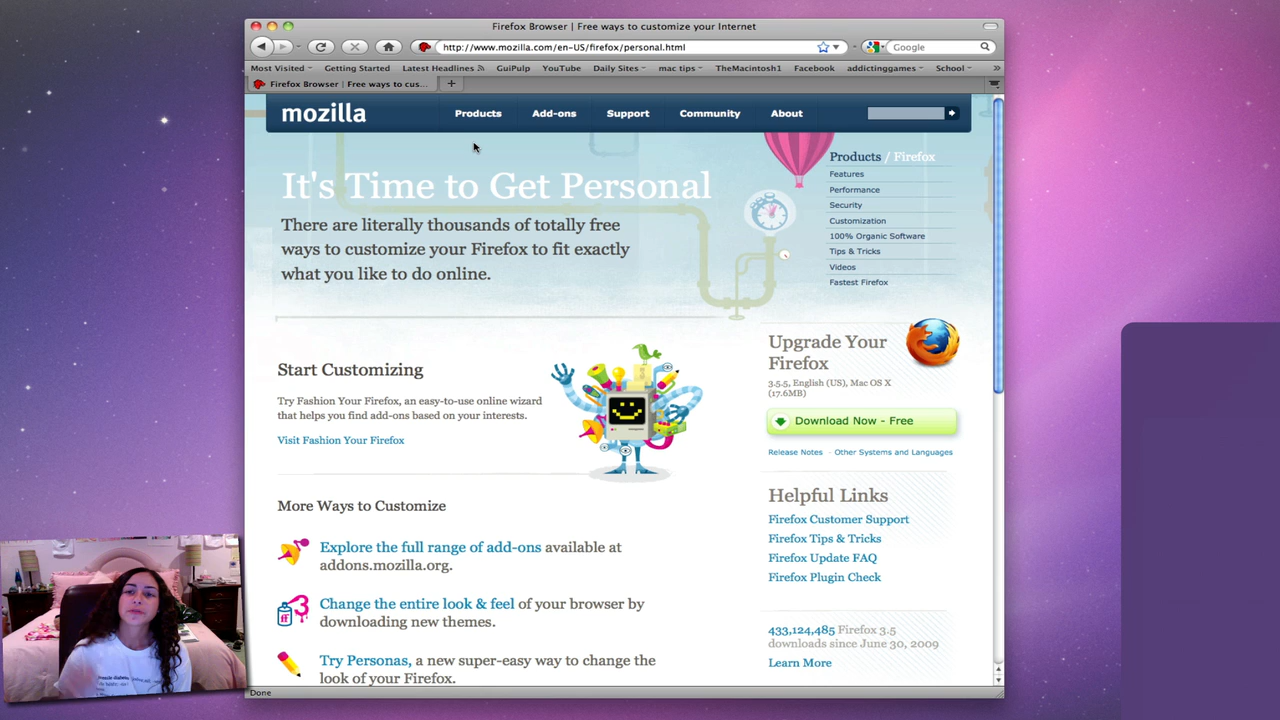 Firefox Browser | Free ways to customize your Internet
http://www.mozilla.com/en-US/firefox/personal.html
Google
Most Visited
Getting Started
Latest Headlines
GuiPulp
YouTube
Daily Sites
mac tips
TheMacintosh1
Facebook
addictinggames
School
»
Firefox Browser | Free ways to cus...
+
mozilla
Products
Add-ons
Support
Community
About
It's Time to Get Personal
There are literally thousands of totally free
ways to customize your Firefox to fit exactly
what you like to do online.
Products / Firefox
Features
Performance
Security
Customization
100% Organic Software
Tips & Tricks
Videos
Fastest Firefox
Start Customizing
Try Fashion Your Firefox, an easy-to-use online wizard
that helps you find add-ons based on your interests.
Visit Fashion Your Firefox
Upgrade Your
Firefox
3.5.5, English (US), Mac OS X
(17.6MB)
Download Now - Free
Release Notes - Other Systems and Languages
More Ways to Customize
Explore the full range of add-ons available at
addons.mozilla.org.
ff
Change the entire look & feel of your browser by
downloading new themes.
Try Personas, a new super-easy way to change the
look of your Firefox.
Helpful Links
Firefox Customer Support
Firefox Tips & Tricks
Firefox Update FAQ
Firefox Plugin Check
433,124,485 Firefox 3.5
downloads since June 30, 2009
Learn More
Done